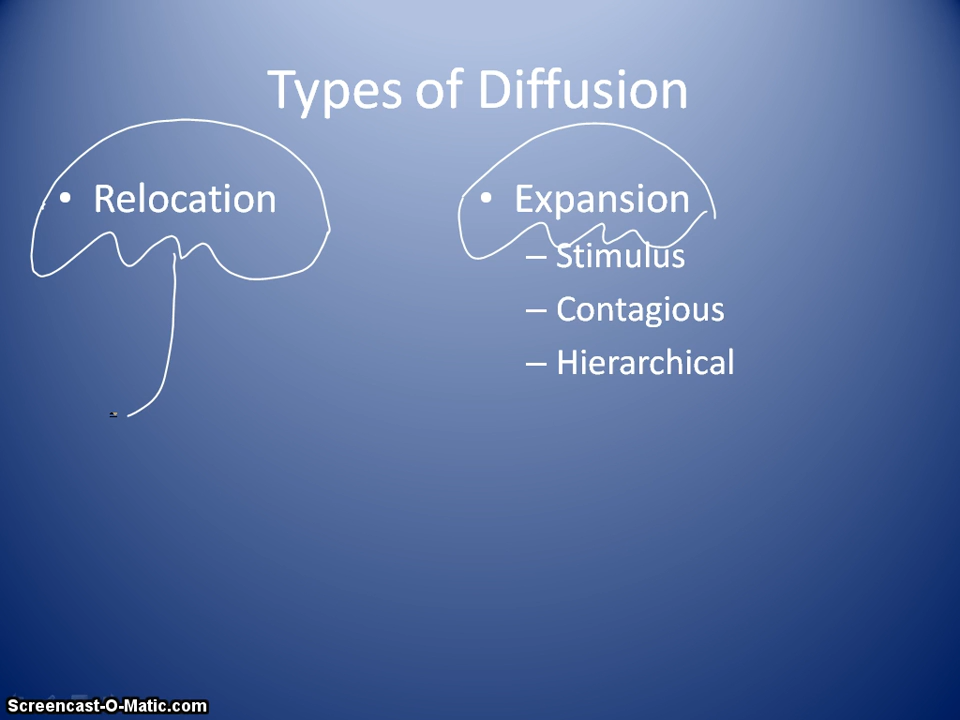 Types of Diffusion
• Relocation
• Expansion
– Stimulus
– Contagious
– Hierarchical
Screencast-O-Matic.com